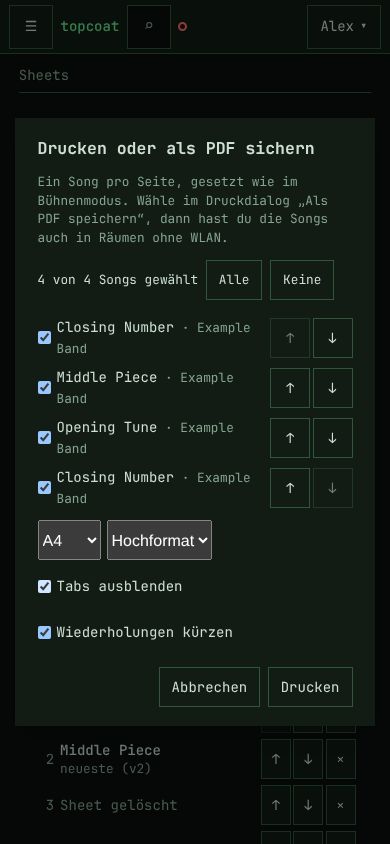 ☰ topcoat ⌕ Alex ▾
Sheets
Drucken oder als PDF sichern
Ein Song pro Seite, gesetzt wie im
Bühnenmodus. Wähle im Druckdialog „Als
PDF speichern“, dann hast du die Songs
auch in Räumen ohne WLAN.
4 von 4 Songs gewählt Alle Keine
Closing Number · Example
Band
↑ ↓
Middle Piece · Example
Band
↑ ↓
Opening Tune · Example
Band
↑ ↓
Closing Number · Example
Band
↑ ↓
A4 Hochformat
Tabs ausblenden
Wiederholungen kürzen
Abbrechen Drucken
2 Middle Piece
neueste (v2)
↑ ↓ ×
3 Sheet gelöscht ↑ ↓ ×